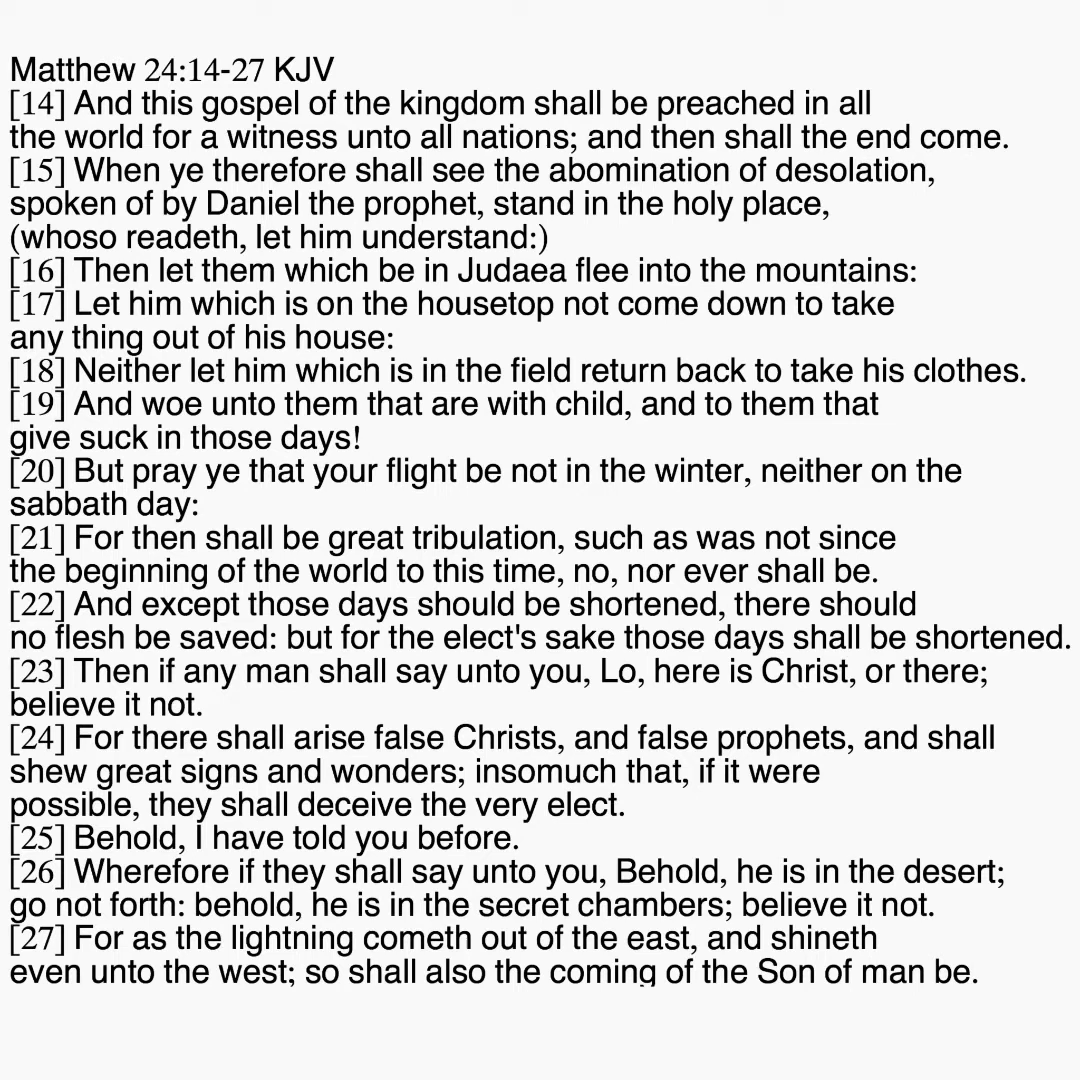 Matthew 24:14-27 KJV
[14] And this gospel of the kingdom shall be preached in all
the world for a witness unto all nations; and then shall the end come.
[15] When ye therefore shall see the abomination of desolation,
spoken of by Daniel the prophet, stand in the holy place,
(whoso readeth, let him understand:)
[16] Then let them which be in Judaea flee into the mountains:
[17] Let him which is on the housetop not come down to take
any thing out of his house:
[18] Neither let him which is in the field return back to take his clothes.
[19] And woe unto them that are with child, and to them that
give suck in those days!
[20] But pray ye that your flight be not in the winter, neither on the
sabbath day:
[21] For then shall be great tribulation, such as was not since
the beginning of the world to this time, no, nor ever shall be.
[22] And except those days should be shortened, there should
no flesh be saved: but for the elect's sake those days shall be shortened.
[23] Then if any man shall say unto you, Lo, here is Christ, or there;
believe it not.
[24] For there shall arise false Christs, and false prophets, and shall
shew great signs and wonders; insomuch that, if it were
possible, they shall deceive the very elect.
[25] Behold, I have told you before.
[26] Wherefore if they shall say unto you, Behold, he is in the desert;
go not forth: behold, he is in the secret chambers; believe it not.
[27] For as the lightning cometh out of the east, and shineth
even unto the west; so shall also the coming of the Son of man be.